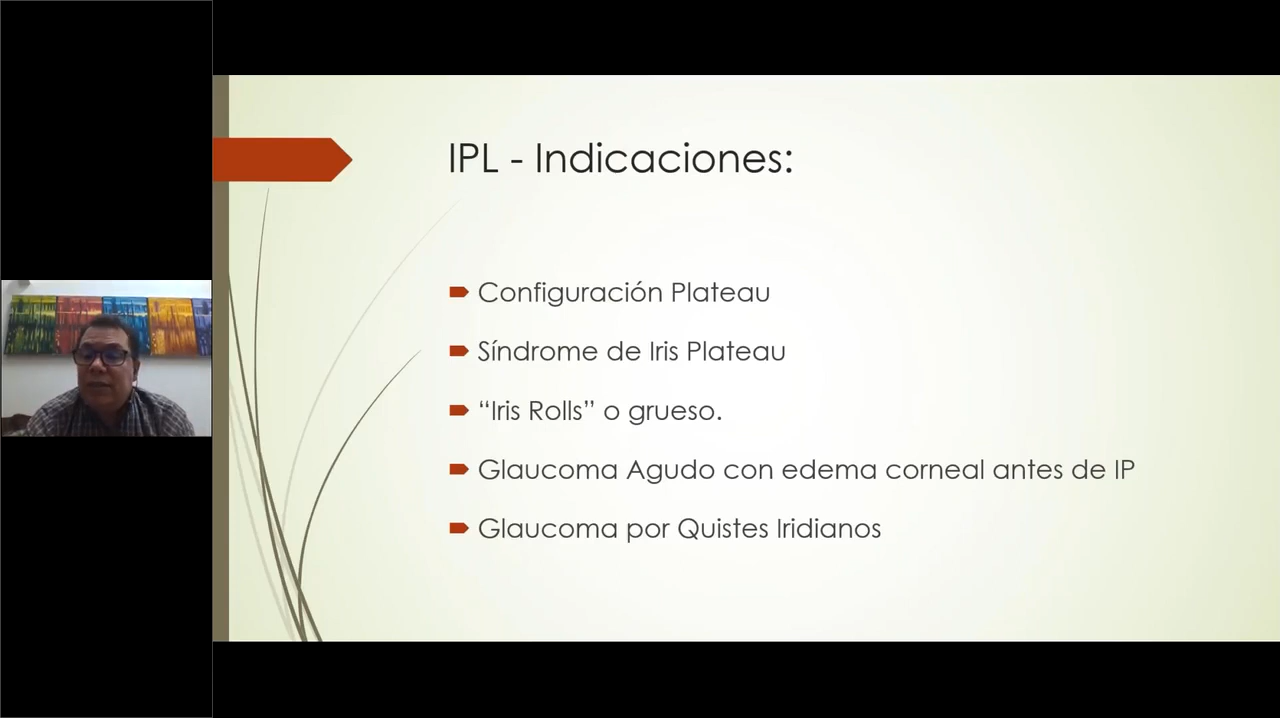 IPL - Indicaciones:
Configuración Plateau
Síndrome de Iris Plateau
“Iris Rolls” o grueso.
Glaucoma Agudo con edema corneal antes de IP
Glaucoma por Quistes Iridianos